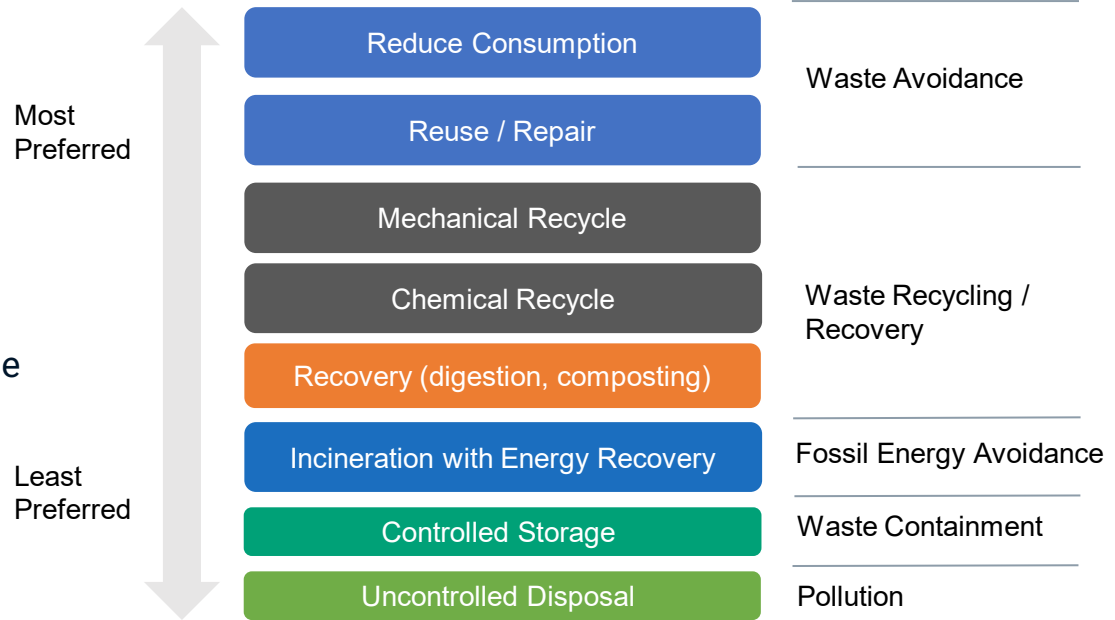 Reduce Consumption
Waste Avoidance
Most
Preferred
Reuse / Repair
Mechanical Recycle
Chemical Recycle
Waste Recycling /
Recovery
e
Recovery (digestion, composting)
Incineration with Energy Recovery
Fossil Energy Avoidance
Least
Preferred
Controlled Storage
Waste Containment
Uncontrolled Disposal
Pollution